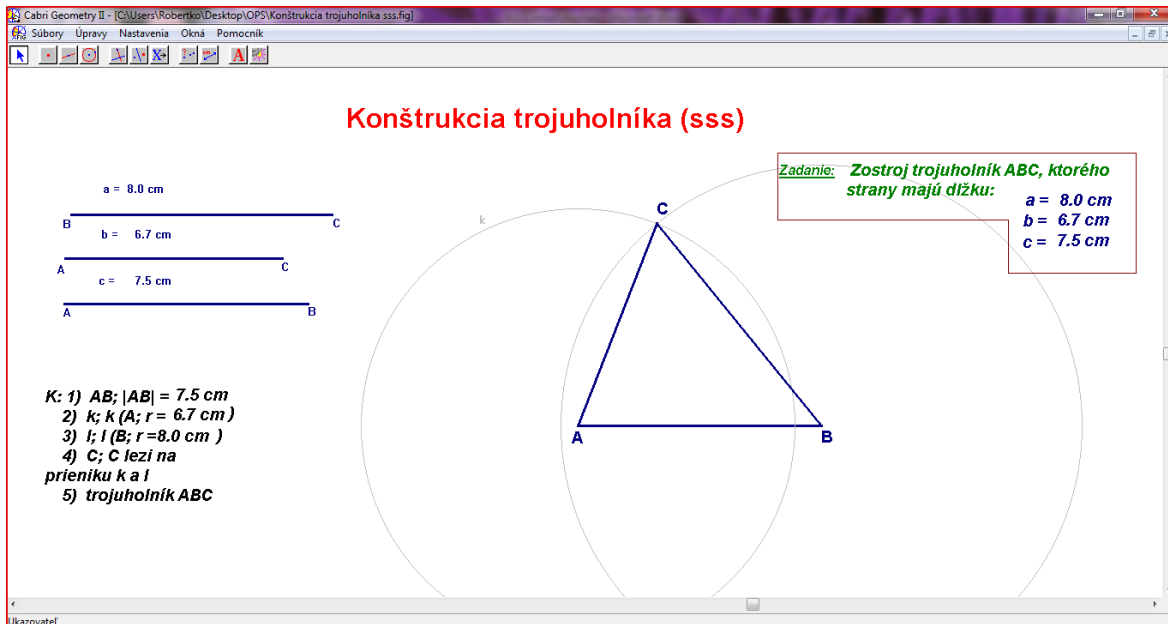 Cabri Geometry II - [C:\Users\Robertko\Desktop\OPS\Konštrukcia trojuholníka sss.fig]
Súbory Úpravy Nastavenia Okná Pomocník
Konštrukcia trojuholníka (sss)
Zadanie: Zostroj trojuholník ABC, ktorého
strany majú dĺžku:
a = 8.0 cm
b = 6.7 cm
c = 7.5 cm
a = 8.0 cm
B C
b = 6.7 cm
A C
c = 7.5 cm
A B
k
C
A B
K: 1) AB; |AB| = 7.5 cm
2) k; k (A; r = 6.7 cm )
3) l; l (B; r =8.0 cm )
4) C; C lezi na
prieniku k a l
5) trojuholník ABC
Ukazovateľ